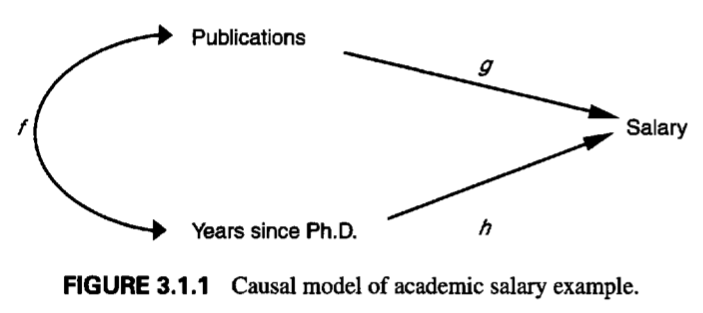 Publications
g
f
Salary
Years since Ph.D.
h
FIGURE 3.1.1 Causal model of academic salary example.